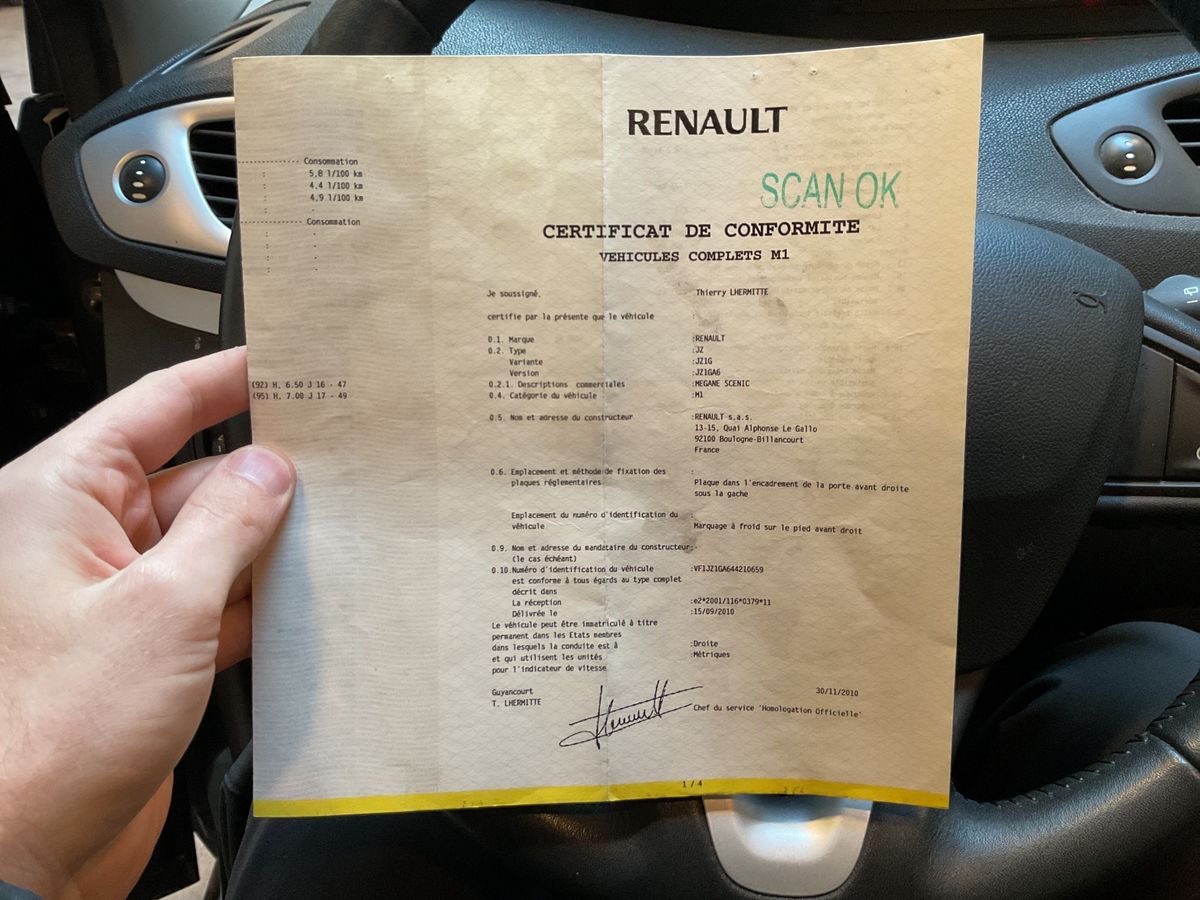 Consommation
: 5,8 l/100 km
: 4,4 l/100 km
: 4,9 l/100 km
: -
Consommation
: -
: -
: -
: -
(92) H. 6.50 J 16 - 47
(95) H. 7.00 J 17 - 49
RENAULT
SCAN OK
CERTIFICAT DE CONFORMITE
VEHICULES COMPLETS M1
Je soussigné, Thierry LHERMITTE
certifie par la présente que le véhicule :
0.1. Marque :RENAULT
0.2. Type :JZ
Variante :JZ1G
Version :JZ1GA6
0.2.1. Descriptions commerciales :MEGANE SCENIC
0.4. Catégorie du véhicule :M1
0.5. Nom et adresse du constructeur :RENAULT s.a.s.
13-15, Quai Alphonse Le Gallo
92100 Boulogne-Billancourt
France
0.6. Emplacement et méthode de fixation des :
plaques réglementaires Plaque dans l'encadrement de la porte avant droite
sous la gache
Emplacement du numéro d'identification du :
véhicule Marquage à froid sur le pied avant droit
0.9. Nom et adresse du mandataire du constructeur:-
(le cas échéant)
0.10.Numéro d'identification du véhicule :VF1JZ1GA644210659
est conforme à tous égards au type complet
décrit dans
La réception :e2*2001/116*0379*11
Délivrée le :15/09/2010
Le véhicule peut être immatriculé à titre
permanent dans les Etats membres
dans lesquels la conduite est à :Droite
et qui utilisent les unités :Métriques
pour l'indicateur de vitesse
Guyancourt 30/11/2010
T. LHERMITTE Chef du service 'Homologation Officielle'
1 / 4